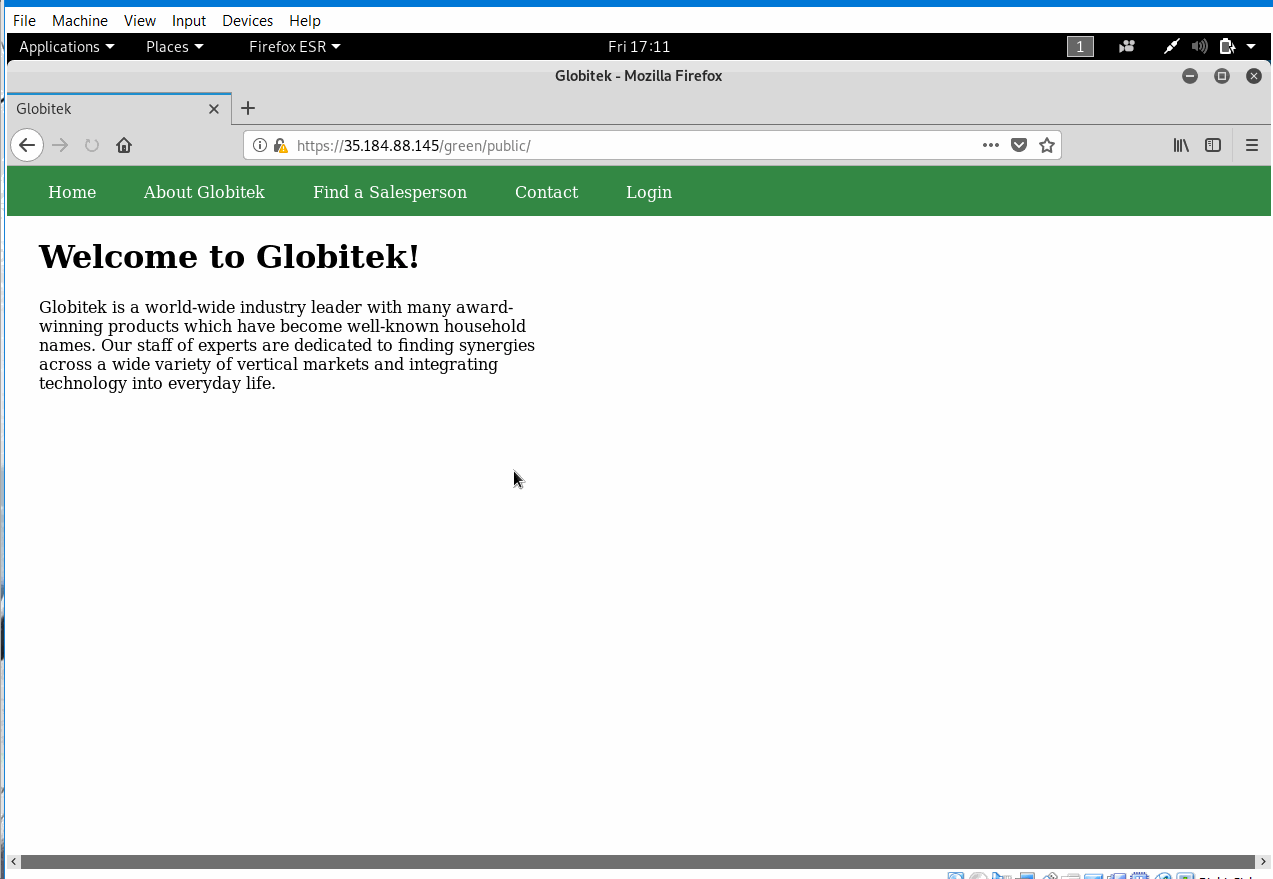 File Machine View Input Devices Help
Applications Places Firefox ESR Fri 17:11 1
Globitek - Mozilla Firefox
Globitek
https://35.184.88.145/green/public/
Home About Globitek Find a Salesperson Contact Login
Welcome to Globitek!
Globitek is a world-wide industry leader with many award-
winning products which have become well-known household
names. Our staff of experts are dedicated to finding synergies
across a wide variety of vertical markets and integrating
technology into everyday life.